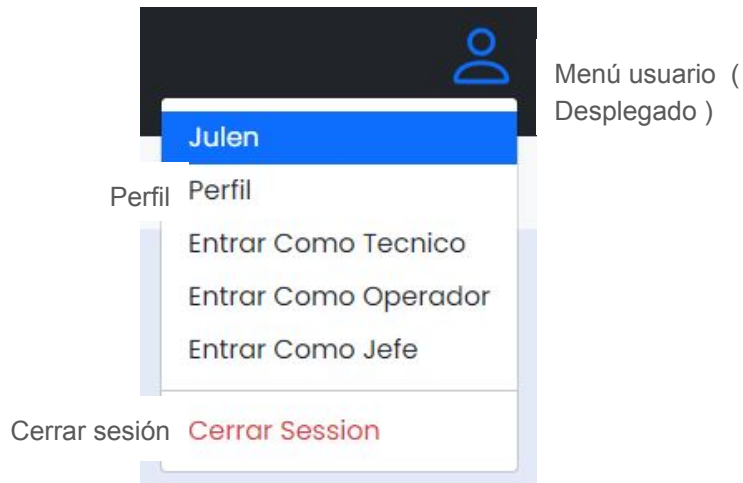 Menú usuario (
Desplegado )
Julen
Perfil
Perfil
Entrar Como Tecnico
Entrar Como Operador
Entrar Como Jefe
Cerrar sesión
Cerrar Session